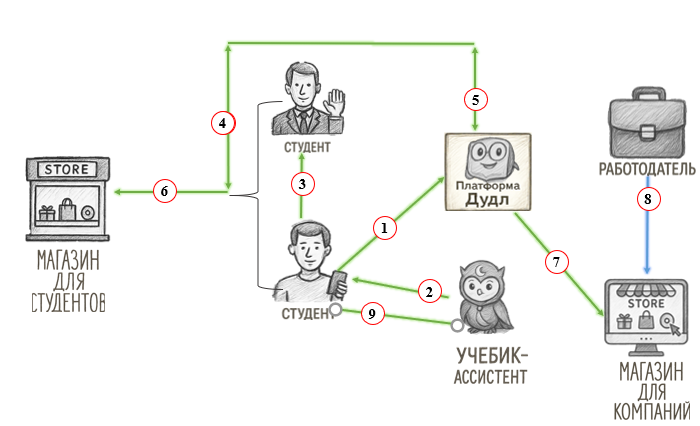 4
5
СТУДЕНТ
STORE
МАГАЗИН
ДЛЯ
СТУДЕНТОВ
6
3
Платформа
Дудл
РАБОТОДАТЕЛЬ
8
1
7
2
СТУДЕНТ
9
УЧЕБИК-
АССИСТЕНТ
STORE
МАГАЗИН
ДЛЯ
КОМПАНИЙ